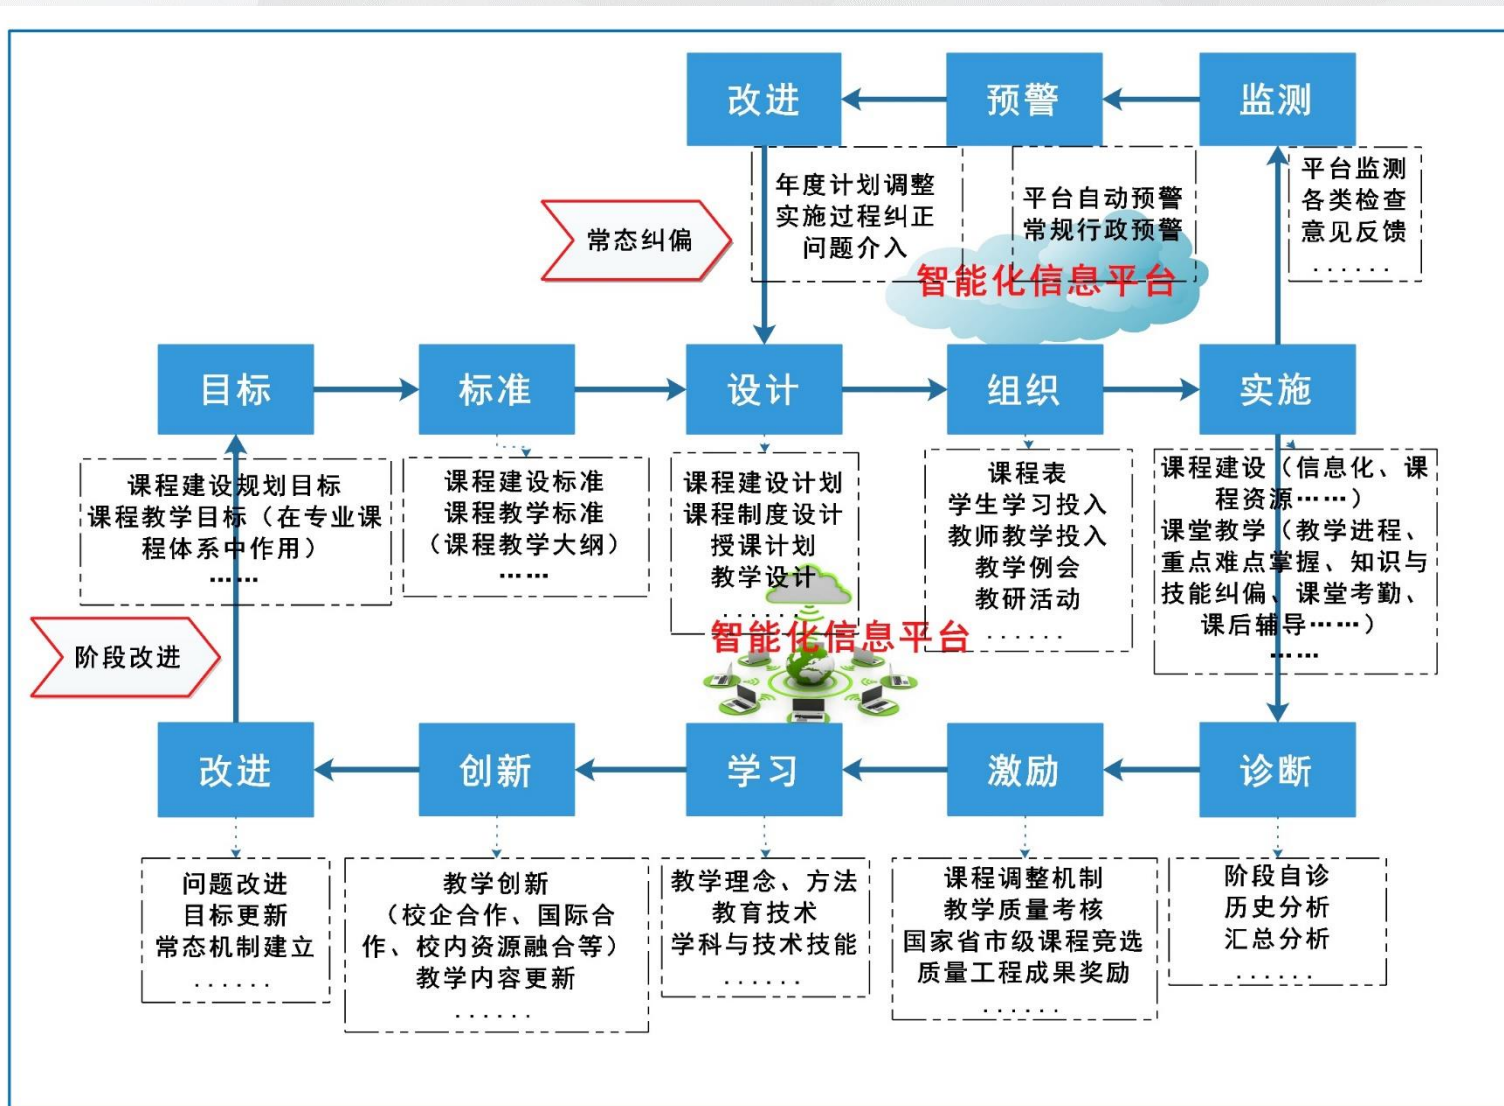 改进
预警
监测
年度计划调整
实施过程纠正
问题介入
平台自动预警
常规行政预警
平台监测
各类检查
意见反馈
......
常态纠偏
智能化信息平台
目标
标准
设计
组织
实施
课程建设规划目标
课程教学目标（在专业课
程体系中作用）
……
课程建设标准
课程教学标准
（课程教学大纲）
……
课程建设计划
课程制度设计
授课计划
教学设计
......
课程表
学生学习投入
教师教学投入
教学例会
教研活动
......
课程建设（信息化、课
程资源……）
课堂教学（教学进程、
重点难点掌握、知识与
技能纠偏、课堂考勤、
课后辅导……）
……
智能化信息平台
阶段改进
改进
创新
学习
激励
诊断
问题改进
目标更新
常态机制建立
......
教学创新
（校企合作、国际合
作、校内资源融合等）
教学内容更新
......
教学理念、方法
教育技术
学科与技术技能
......
课程调整机制
教学质量考核
国家省市级课程竞选
质量工程成果奖励
......
阶段自诊
历史分析
汇总分析
......